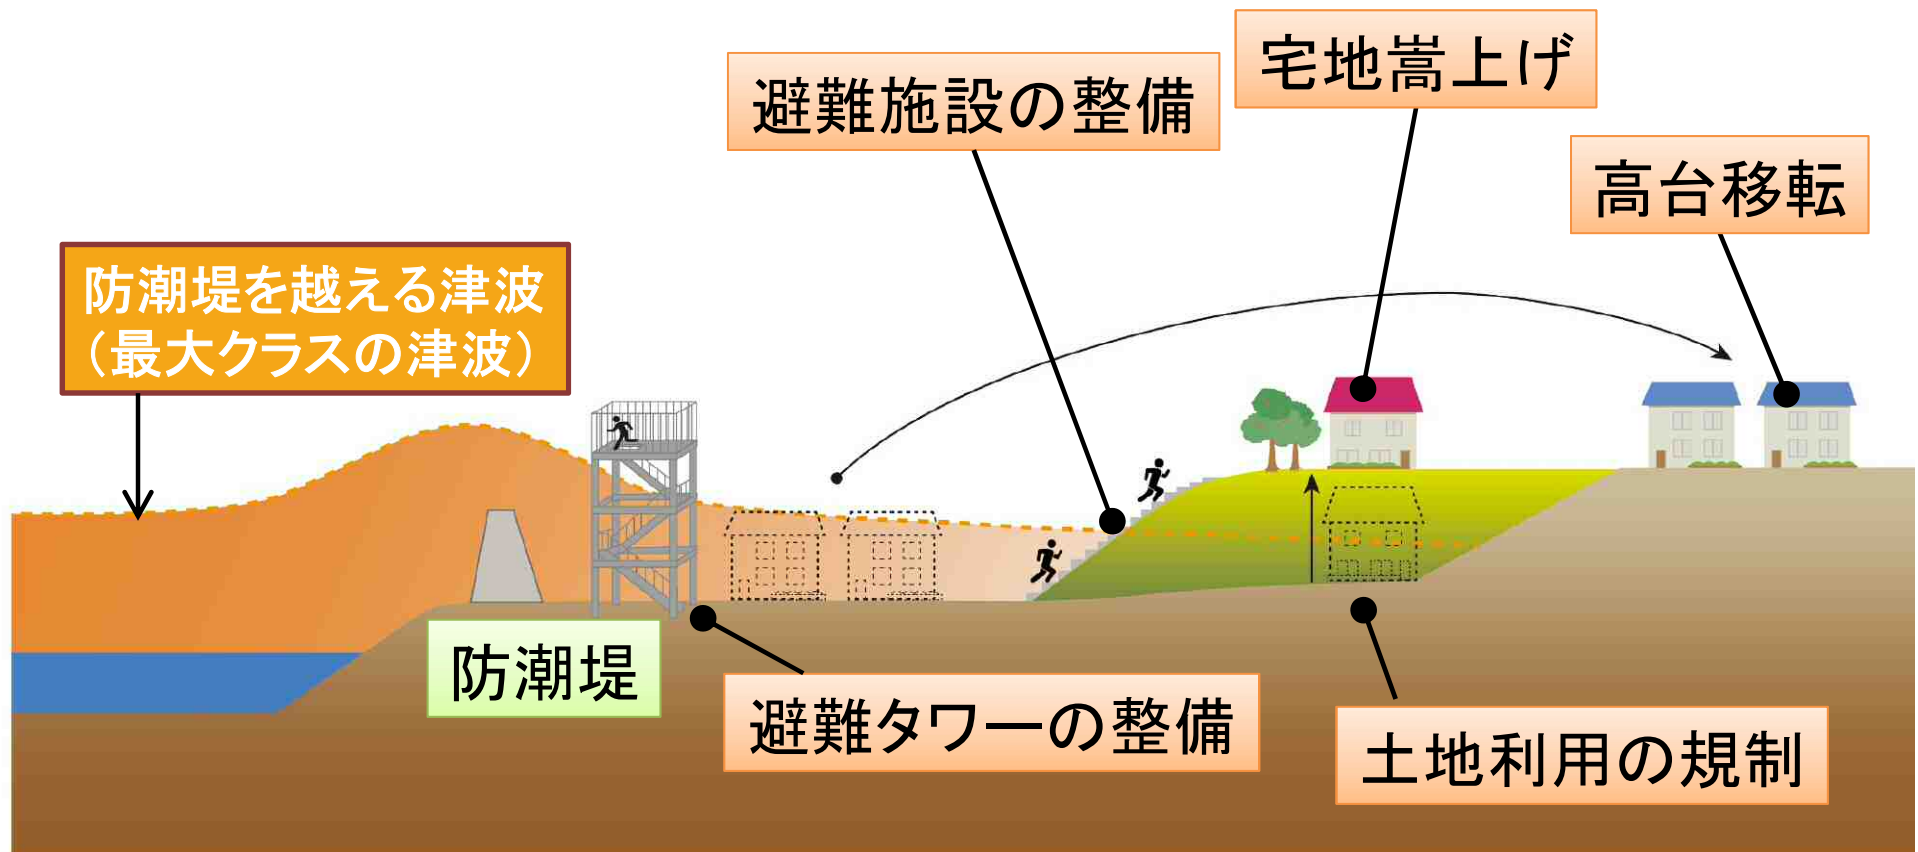 宅地嵩上げ
避難施設の整備
高台移転
防潮堤を越える津波
（最大クラスの津波）
防潮堤
避難タワーの整備
土地利用の規制